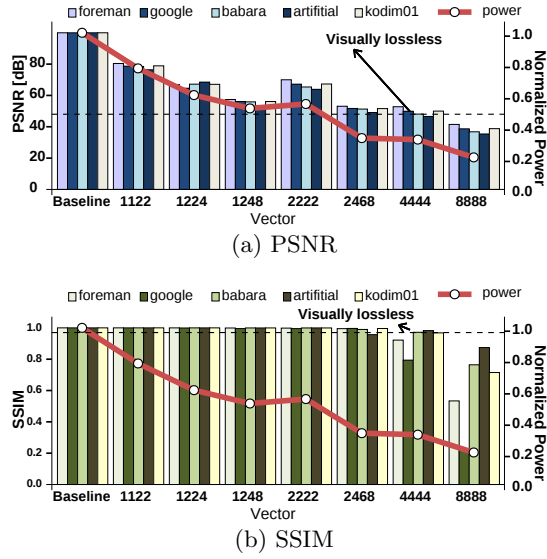 foreman google babara artifitial kodim01 power
Visually lossless
PSNR [dB]
80
60
40
20
0
1.0
0.8
0.6
0.4
0.2
0.0
Normalized Power
Baseline 1122 1224 1248 2222 2468 4444 8888
Vector
(a) PSNR
foreman google babara artifitial kodim01 power
Visually lossless
SSIM
1.0
0.8
0.6
0.4
0.2
0.0
1.0
0.8
0.6
0.4
0.2
0.0
Normalized Power
Baseline 1122 1224 1248 2222 2468 4444 8888
Vector
(b) SSIM